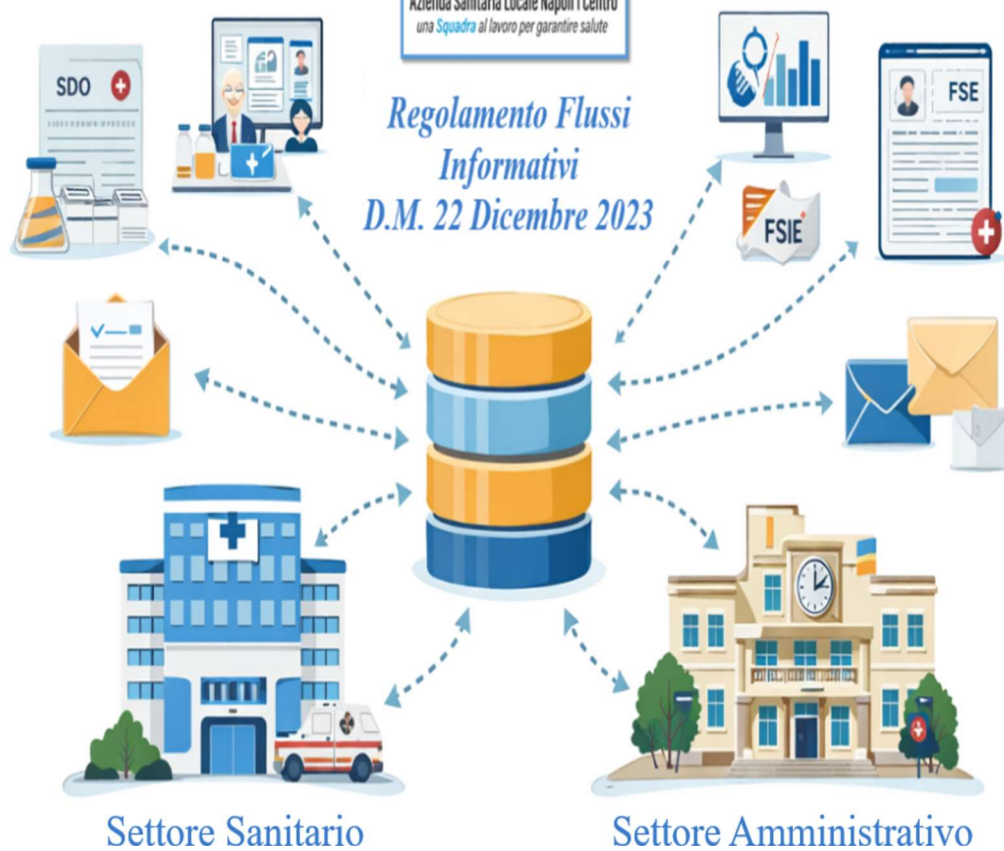 Azienda Sanitaria Locale Napoli 1 Centro
una Squadra al lavoro per garantire salute
Regolamento Flussi
Informativi
D.M. 22 Dicembre 2023
SDO
FSE
FSIE
Settore Sanitario
Settore Amministrativo